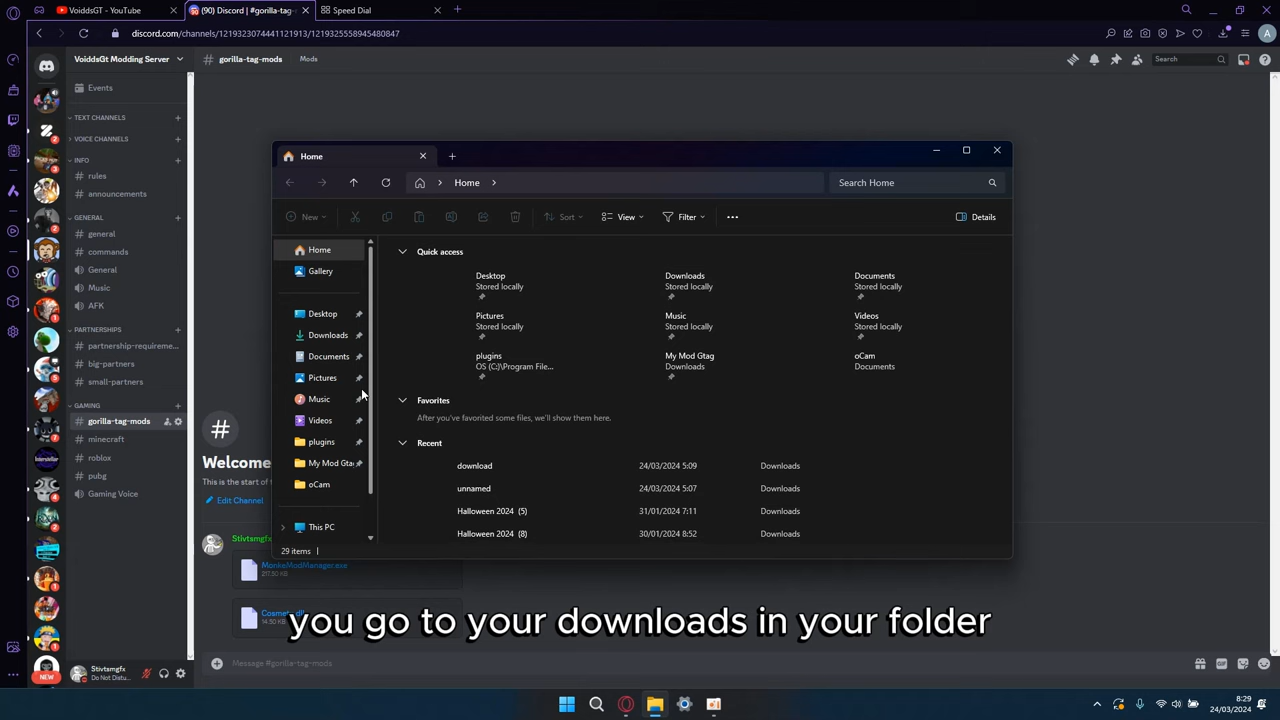 VoiddsGT - YouTube
(90) Discord | #gorilla-tag-
Speed Dial
discord.com/channels/1219323074441121913/1219325558945480847
A
VoiddsGt Modding Server
# gorilla-tag-mods
Mods
Search
Events
TEXT CHANNELS
VOICE CHANNELS
INFO
rules
announcements
GENERAL
general
commands
General
Music
AFK
PARTNERSHIPS
partnership-requireme...
big-partners
small-partners
GAMING
gorilla-tag-mods
minecraft
roblox
pubg
Gaming Voice
Stivtsmgfx
Do Not Distu...
NEW
Home
Home
Search Home
New
Sort
View
Filter
Details
Home
Gallery
Desktop
Downloads
Documents
Pictures
Music
Videos
plugins
My Mod Gta
oCam
This PC
Quick access
Desktop
Stored locally
Downloads
Stored locally
Documents
Stored locally
Pictures
Stored locally
Music
Stored locally
Videos
Stored locally
plugins
OS (C:)\Program File...
My Mod Gtag
Downloads
oCam
Documents
Favorites
After you've favorited some files, we'll show them here.
Recent
download 24/03/2024 5:09 Downloads
unnamed 24/03/2024 5:07 Downloads
Halloween 2024 (5) 31/01/2024 7:11 Downloads
Halloween 2024 (8) 30/01/2024 8:52 Downloads
29 items
Welcome
This is the start of
Edit Channel
Stivtsmgfx
MonkeModManager.exe
217.50 KB
14.50 KB
you go to your downloads in your folder
Message #gorilla-tag-mods
8:29
24/03/2024